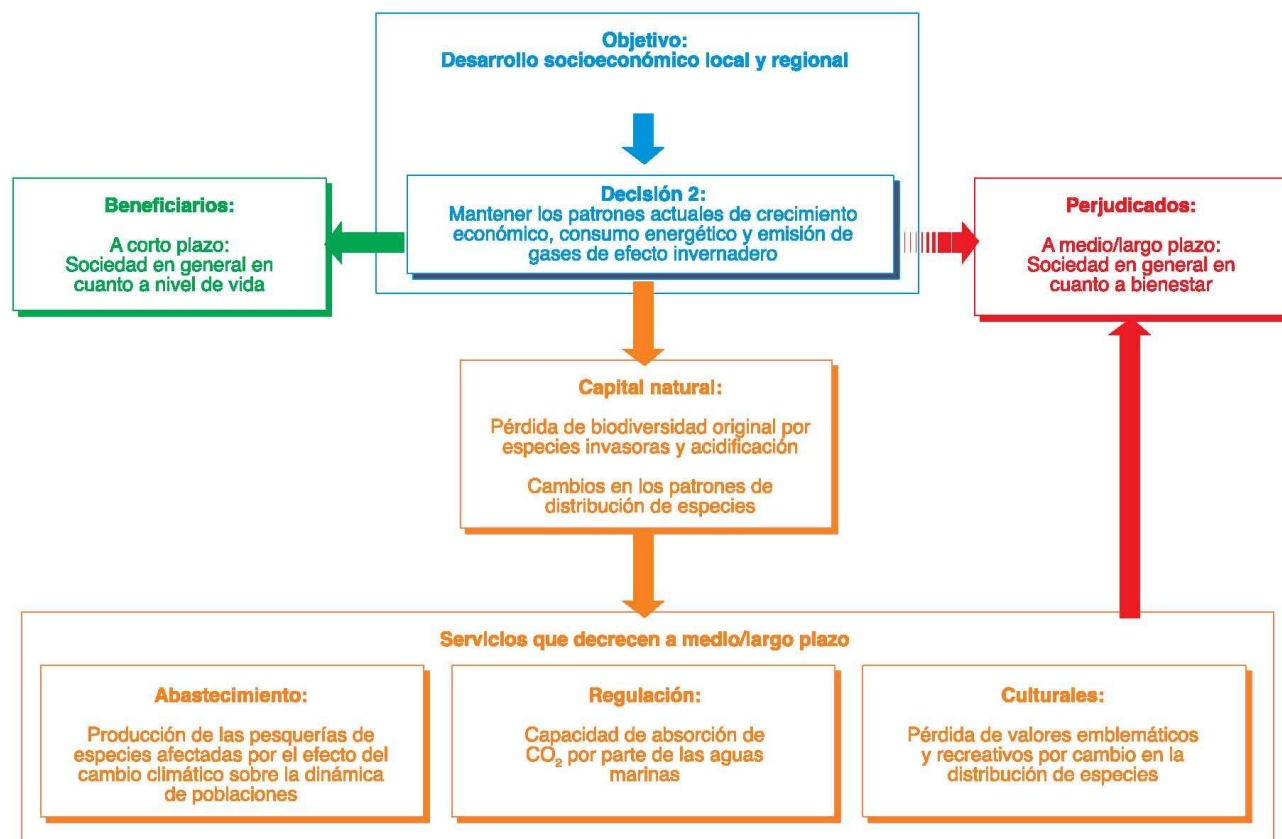 Objetivo:
Desarrollo socioeconómico local y regional
Decisión 2:
Mantener los patrones actuales de crecimiento
económico, consumo energético y emisión de
gases de efecto invernadero
Beneficiarios:
A corto plazo:
Sociedad en general en
cuanto a nivel de vida
Perjudicados:
A medio/largo plazo:
Sociedad en general en
cuanto a bienestar
Capital natural:
Pérdida de biodiversidad original por
especies invasoras y acidificación
Cambios en los patrones de
distribución de especies
Servicios que decrecen a medio/largo plazo
Abastecimiento:
Producción de las pesquerías de
especies afectadas por el efecto del
cambio climático sobre la dinámica
de poblaciones
Regulación:
Capacidad de absorción de
CO₂ por parte de las aguas
marinas
Culturales:
Pérdida de valores emblemáticos
y recreativos por cambio en la
distribución de especies